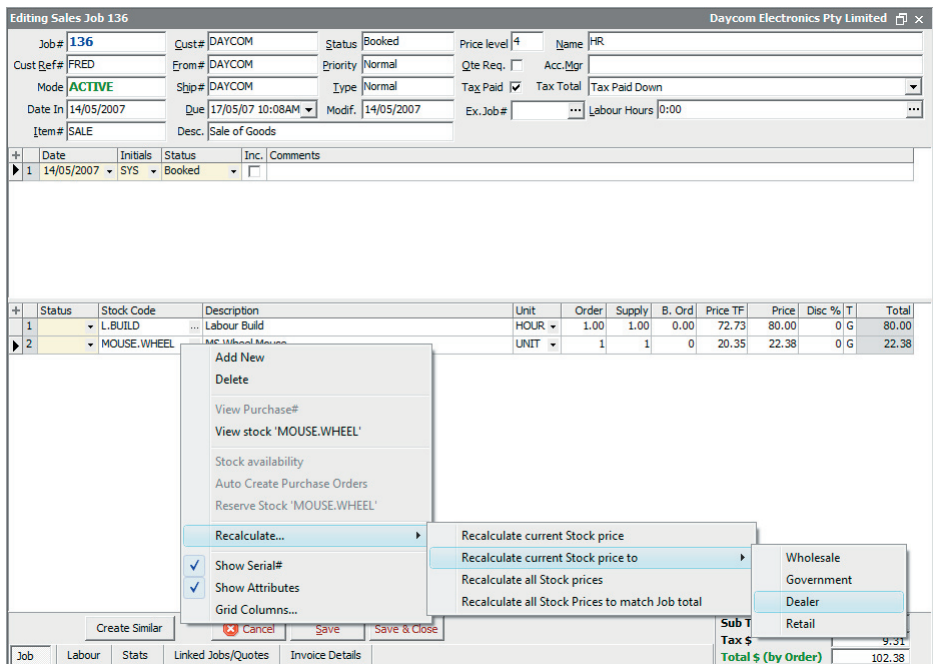 Editing Sales Job 136 Daycom Electronics Pty Limited
Job# 136 Cust# DAYCOM Status Booked Price level 4 Name HR
Cust Ref# FRED From# DAYCOM Priority Normal Qte Req. Acc.Mgr
Mode ACTIVE Ship# DAYCOM Type Normal Tax Paid Tax Total Tax Paid Down
Date In 14/05/2007 Due 17/05/07 10:08AM Modif. 14/05/2007 Ex.Job# ... Labour Hours 0:00 ...
Item# SALE Desc. Sale of Goods
+ Date Initials Status Inc. Comments
1 14/05/2007 SYS Booked
+ Status Stock Code Description Unit Order Supply B. Ord Price TF Price Disc % T Total
1 L.BUILD ... Labour Build HOUR 1.00 1.00 0.00 72.73 80.00 0 G 80.00
2 MOUSE.WHEEL MS Wheel Mouse UNIT 1 1 0 20.35 22.38 0 G 22.38
Add New
Delete
View Purchase#
View stock 'MOUSE.WHEEL'
Stock availability
Auto Create Purchase Orders
Reserve Stock 'MOUSE.WHEEL'
Recalculate... Recalculate current Stock price
Recalculate current Stock price to Wholesale
Show Serial# Recalculate all Stock prices Government
Show Attributes Recalculate all Stock Prices to match Job total Dealer
Grid Columns... Retail
Create Similar Cancel Save Save & Close Sub T
Tax $ 9.31
Job Labour Stats Linked Jobs/Quotes Invoice Details Total $ (by Order) 102.38